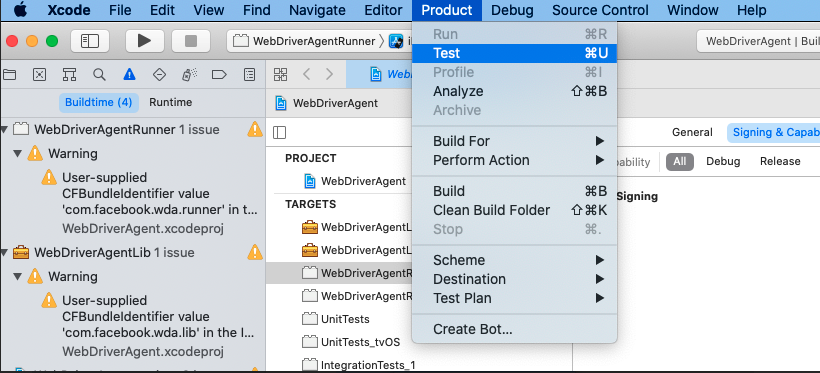 Xcode File Edit View Find Navigate Editor Product Debug Source Control Window Help
WebDriverAgentRunner
WebDriverAgent | Buil
Buildtime (4) Runtime
WebDriverAgentRunner 1 issue
Warning
User-supplied
CFBundleIdentifier value
'com.facebook.wda.runner' in t...
WebDriverAgent.xcodeproj
WebDriverAgentLib 1 issue
Warning
User-supplied
CFBundleIdentifier value
'com.facebook.wda.lib' in the l...
WebDriverAgent.xcodeproj
WebDriverAgent
PROJECT
WebDriverAgent
TARGETS
WebDriverAgentL
WebDriverAgentL
WebDriverAgentR
WebDriverAgentR
UnitTests
UnitTests_tvOS
IntegrationTests_1
Run ⌘R
Test ⌘U
Profile ⌘I
Analyze ⇧⌘B
Archive
Build For
Perform Action
Build ⌘B
Clean Build Folder ⇧⌘K
Stop ⌘.
Scheme
Destination
Test Plan
Create Bot...
General Signing & Capab
pability All Debug Release
Signing